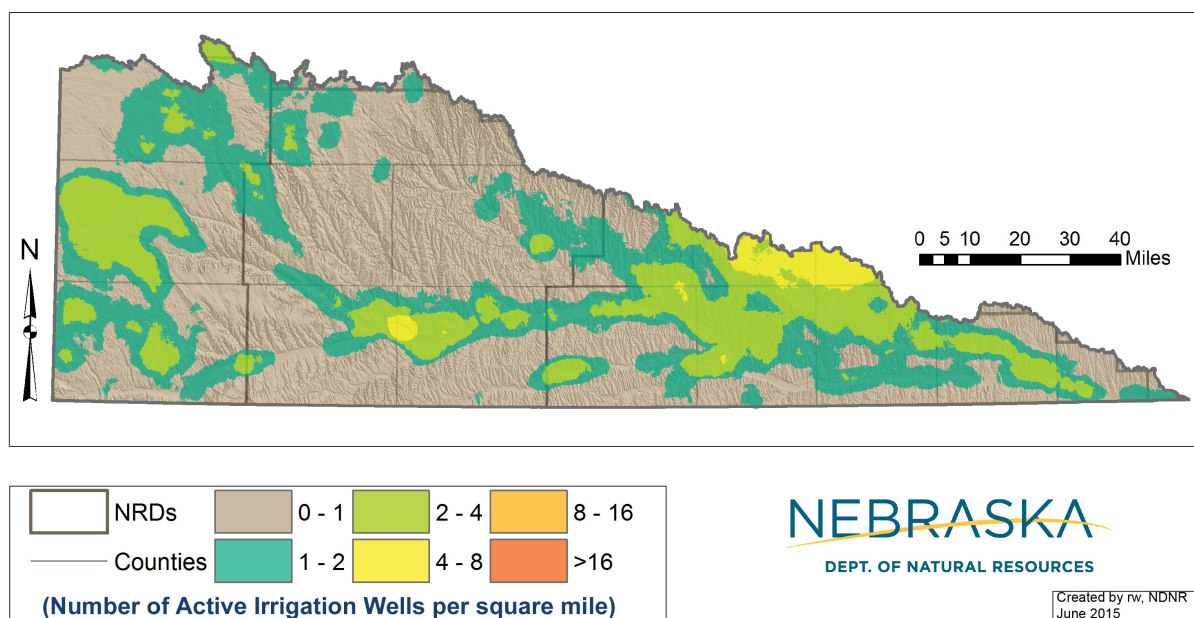 N
0 5 10 20 30 40
Miles
NRDs 0 - 1 2 - 4 8 - 16
Counties 1 - 2 4 - 8 >16
(Number of Active Irrigation Wells per square mile)
NEBRASKA
DEPT. OF NATURAL RESOURCES
Created by rw, NDNR
June 2015